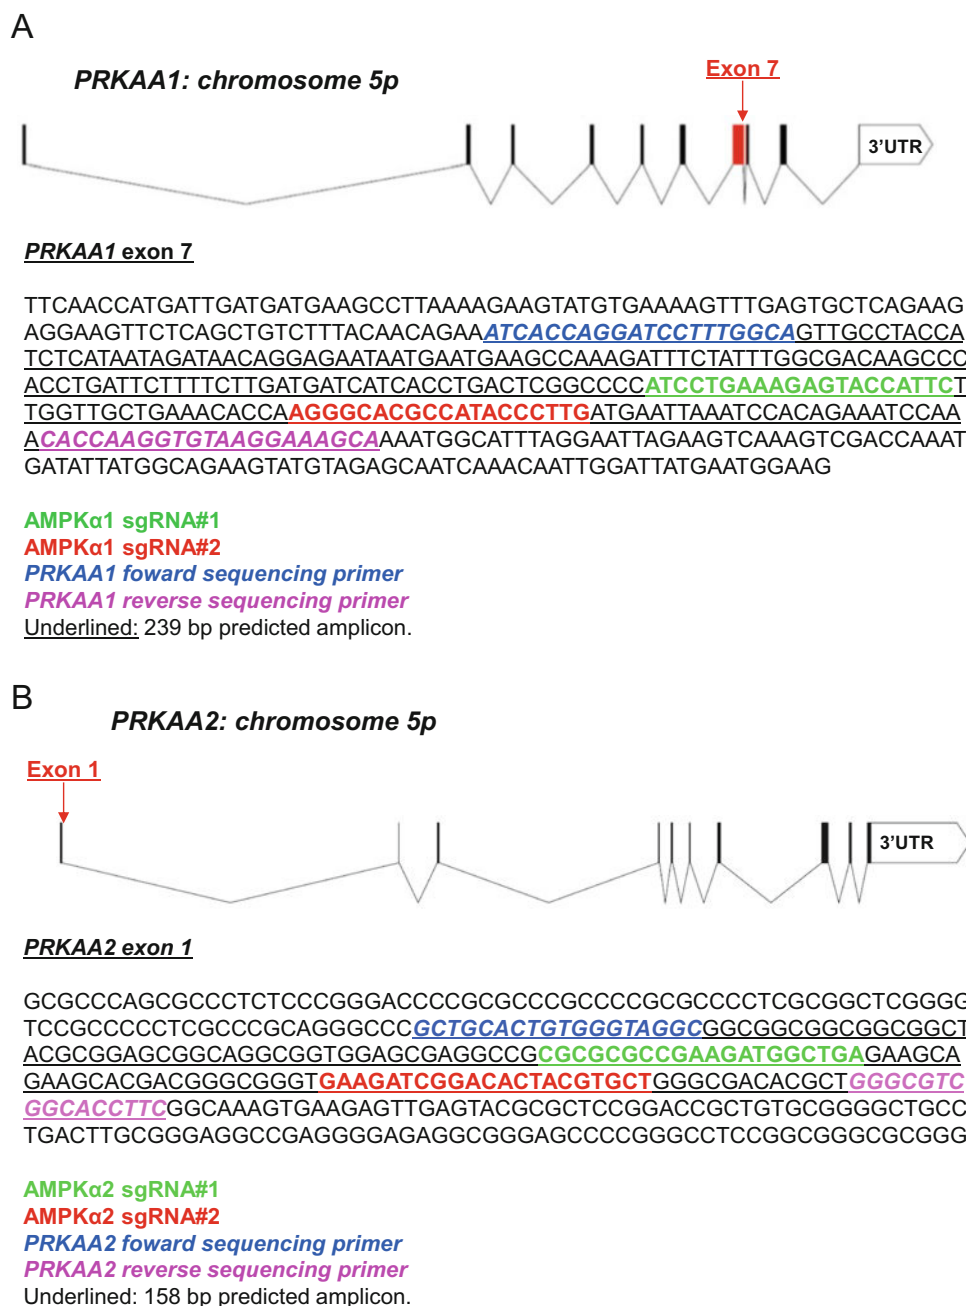 A
PRKAA1: chromosome 5p
Exon 7
3'UTR
PRKAA1 exon 7
TTCAACCATGATTGATGATGAAGCCTTAAAAGAAGTATGTGAAAAGTTTGAGTGCTCAGAAG
AGGAAGTTCTCAGCTGTCTTTACAACAGAAATCACCAGGATCCTTTGGCAGTTGCCTACCA
TCTCATAATAGATAACAGGAGAATAATGAATGAAGCCAAAGATTTCTATTTGGCGACAAGCCC
ACCTGATTCTTTTCTTGATGATCATCACCTGACTCGGCCCCATCCTGAAAGAGTACCATTCT
TGGTTGCTGAAACACCAAGGGCACGCCATACCCTTGATGAATTAAATCCACAGAAATCCAA
ACACCAAGGTGTAAGGAAAGCAAAATGGCATTTAGGAATTAGAAGTCAAAGTCGACCAAAT
GATATTATGGCAGAAGTATGTAGAGCAATCAAACAATTGGATTATGAATGGAAG
AMPKα1 sgRNA#1
AMPKα1 sgRNA#2
PRKAA1 foward sequencing primer
PRKAA1 reverse sequencing primer
Underlined: 239 bp predicted amplicon.
B
PRKAA2: chromosome 5p
Exon 1
3'UTR
PRKAA2 exon 1
GCGCCCAGCGCCCTCTCCCGGGACCCCGCGCCCGCCCCGCGCCCCTCGCGGCTCGGGG
TCCGCCCCCTCGCCCGCAGGGCCCGCTGCACTGTGGGTAGGCGGCGGCGGCGGCGGCT
ACGCGGAGCGGCAGGCGGTGGAGCGAGGCCGCGCGCGCCGAAGATGGCTGAGAAGCA
GAAGCACGACGGGCGGGTGAAGATCGGACACTACGTGCTGGGCGACACGCTGGGCGTC
GGCACCTTCGGCAAAGTGAAGAGTTGAGTACGCGCTCCGGACCGCTGTGCGGGGCTGCC
TGACTTGCGGGAGGCCGAGGGGAGAGGCGGGAGCCCCGGGCCTCCGGCGGGCGCGGG
AMPKα2 sgRNA#1
AMPKα2 sgRNA#2
PRKAA2 foward sequencing primer
PRKAA2 reverse sequencing primer
Underlined: 158 bp predicted amplicon.